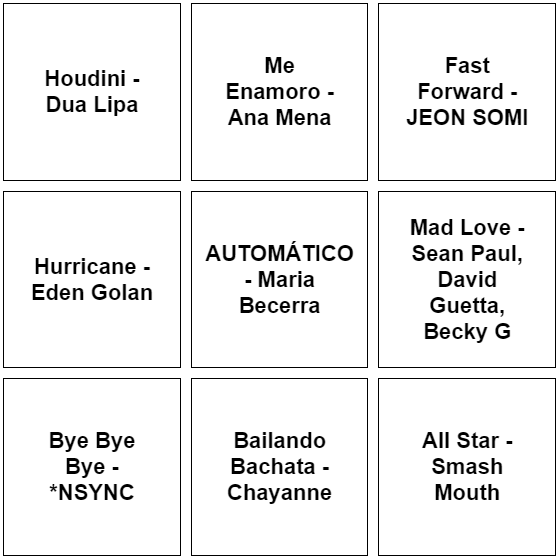 Houdini -
Dua Lipa
Me
Enamoro -
Ana Mena
Fast
Forward -
JEON SOMI
Hurricane -
Eden Golan
AUTOMÁTICO
- Maria
Becerra
Mad Love -
Sean Paul,
David
Guetta,
Becky G
Bye Bye
Bye -
*NSYNC
Bailando
Bachata -
Chayanne
All Star -
Smash
Mouth